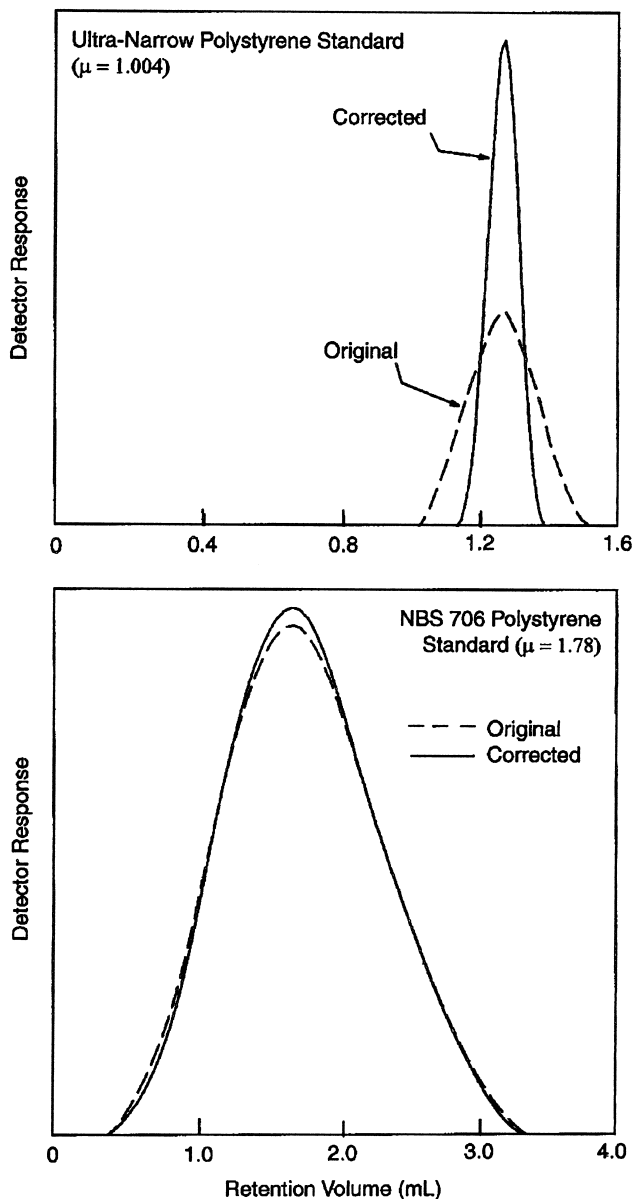 Ultra-Narrow Polystyrene Standard
(μ = 1.004)
Corrected
Original
Detector Response
0 0.4 0.8 1.2 1.6
NBS 706 Polystyrene
Standard (μ = 1.78)
Original
Corrected
Detector Response
0 1.0 2.0 3.0 4.0
Retention Volume (mL)